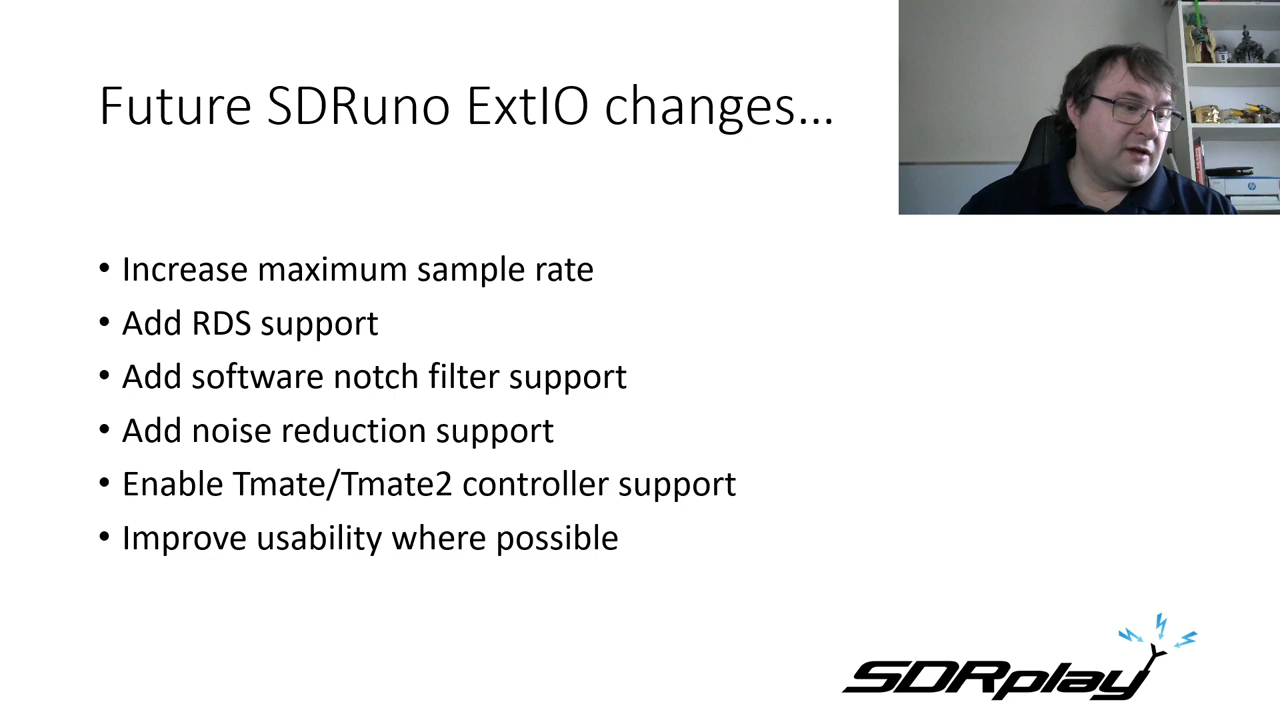 Future SDRuno ExtIO changes…
• Increase maximum sample rate
• Add RDS support
• Add software notch filter support
• Add noise reduction support
• Enable Tmate/Tmate2 controller support
• Improve usability where possible
SDRplay
hp